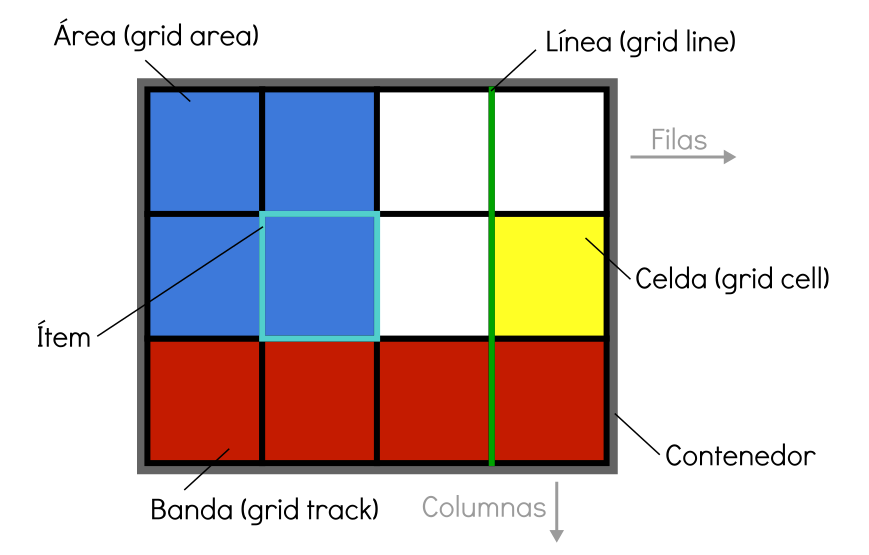 Área (grid area)
Línea (grid line)
Filas
Celda (grid cell)
Ítem
Contenedor
Banda (grid track)
Columnas